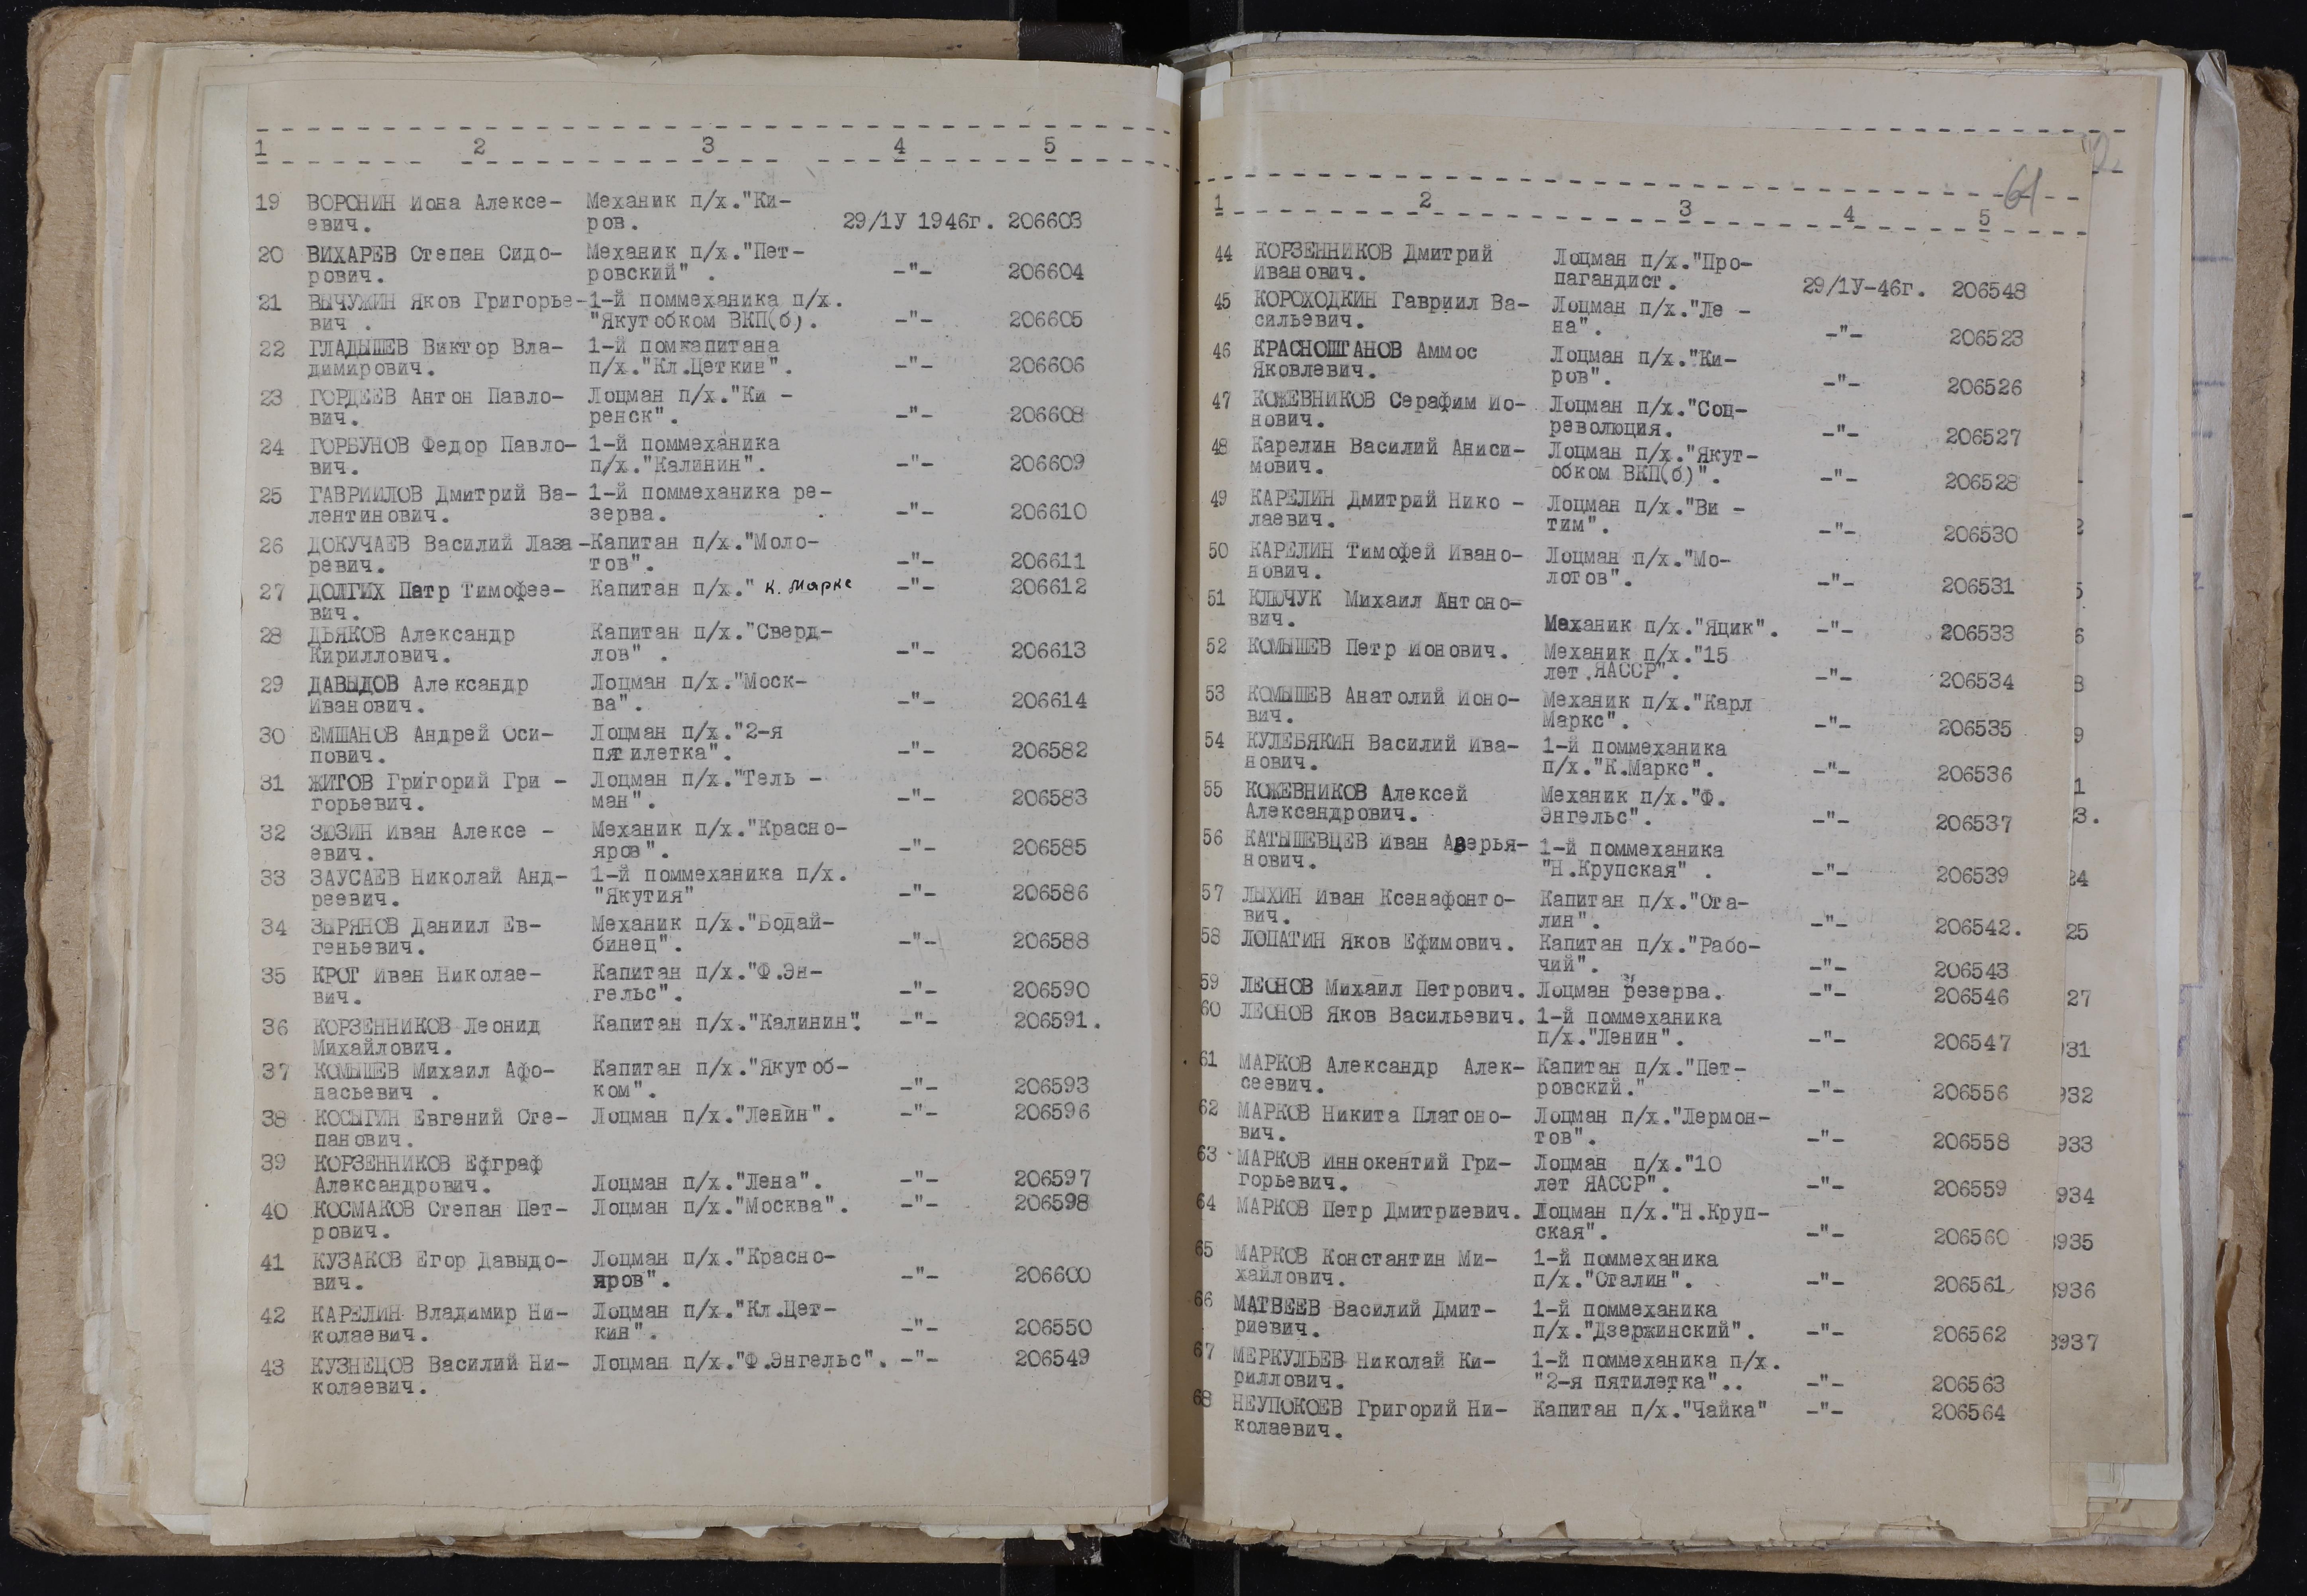 1 2 3 4 5
19 ВОРОНИН Иона Алексе- Механик п/х."Ки-
евич. ров. 29/1У 1946г. 206603
20 ВИХАРЕВ Степан Сидо- Механик п/х."Пет-
рович. ровский" . -"- 206604
21 ВЫЧУЖИН Яков Григорье-1-й поммеханика п/х.
вич . "Якутобком ВКП(б). -"- 206605
22 ГЛАДЫШЕВ Виктор Вла- 1-й помкапитана
димирович. п/х."Кл.Цеткин". -"- 206606
23 ГОРДЕЕВ Антон Павло- Лоцман п/х."Ки -
вич. ренск". -"- 206608
24 ГОРБУНОВ Федор Павло- 1-й поммеханика
вич. п/х."Калинин". -"- 206609
25 ГАВРИИЛОВ Дмитрий Ва- 1-й поммеханика ре-
лентинович. зерва. -"- 206610
26 ДОКУЧАЕВ Василий Лаза-Капитан п/х."Моло-
ревич. тов". -"- 206611
27 ДОЛГИХ Петр Тимофее- Капитан п/х." К. Маркс -"- 206612
вич.
28 ДЬЯКОВ Александр Капитан п/х."Сверд-
Кириллович. лов" . -"- 206613
29 ДАВЫДОВ Александр Лоцман п/х."Моск-
Иванович. ва". -"- 206614
30 ЕМШАНОВ Андрей Оси- Лоцман п/х."2-я
пович. пятилетка". -"- 206582
31 ЖИТОВ Григорий Гри - Лоцман п/х."Тель -
горьевич. ман". -"- 206583
32 ЗЮЗИН Иван Алексе - Механик п/х."Красно-
евич. яров". -"- 206585
33 ЗАУСАЕВ Николай Анд- 1-й поммеханика п/х.
реевич. "Якутия" -"- 206586
34 ЗЫРЯНОВ Даниил Ев- Механик п/х."Бодай-
геньевич. бинец". -"- 206588
35 КРОТ Иван Николае- Капитан п/х."Ф.Эн-
вич. гельс". -"- 206590
36 КОРЗЕННИКОВ Леонид Капитан п/х."Калинин". -"- 206591.
Михайлович.
37 КОМЫШЕВ Михаил Афо- Капитан п/х."Якутоб-
насьевич . ком". -"- 206593
38 КОСЫГИН Евгений Сте- Лоцман п/х."Ленин". -"- 206596
панович.
39 КОРЗЕННИКОВ Ефграф
Александрович. Лоцман п/х."Лена". -"- 206597
40 КОСМАКОВ Степан Пет- Лоцман п/х."Москва". -"- 206598
рович.
41 КУЗАКОВ Егор Давыдо- Лоцман п/х."Красно-
вич. яров". -"- 206600
42 КАРЕЛИН Владимир Ни- Лоцман п/х."Кл.Цет-
колаевич. кин". -"- 206550
43 КУЗНЕЦОВ Василий Ни- Лоцман п/х."Ф.Энгельс". -"- 206549
колаевич.
61
1 2 3 4 5
44 КОРЗЕННИКОВ Дмитрий Лоцман п/х."Про-
Иванович. пагандист. 29/1У-46г. 206548
45 КОРОХОДКИН Гавриил Ва- Лоцман п/х."Ле -
сильевич. на". -"- 206523
46 КРАСНОШТАНОВ Аммос Лоцман п/х."Ки-
Яковлевич. ров". -"- 206526
47 КОЖЕВНИКОВ Серафим Ио- Лоцман п/х."Соц-
нович. революция. -"- 206527
48 Карелин Василий Аниси- Лоцман п/х."Якут-
мович. обком ВКП(б)". -"- 206528
49 КАРЕЛИН Дмитрий Нико - Лоцман п/х."Ви -
лаевич. тим". -"- 206530
50 КАРЕЛИН Тимофей Ивано- Лоцман п/х."Мо-
нович. лотов". -"- 206531
51 КЛЮЧУК Михаил Антоно-
вич. Механик п/х."Яцик". -"- 206533
52 КОМЫШЕВ Петр Ионович. Механик п/х."15
лет ЯАССР". -"- 206534
53 КОМЫШЕВ Анатолий Ионо- Механик п/х."Карл
вич. Маркс". -"- 206535
54 КУЛЕБЯКИН Василий Ива- 1-й поммеханика
нович. п/х."К.Маркс". -"- 206536
55 КОЖЕВНИКОВ Алексей Механик п/х."Ф.
Александрович. Энгельс". -"- 206537
56 КАТЫШЕВЦЕВ Иван Аверья- 1-й поммеханика
нович. "Н.Крупская" . -"- 206539
57 ЛЫХИН Иван Ксенафонто- Капитан п/х."Ста-
вич. лин". -"- 206542.
58 ЛОПАТИН Яков Ефимович. Капитан п/х."Рабо-
чий". -"- 206543
59 ЛЕОНОВ Михаил Петрович. Лоцман резерва. -"- 206546
60 ЛЕОНОВ Яков Васильевич. 1-й поммеханика
п/х."Ленин". -"- 206547
61 МАРКОВ Александр Алек- Капитан п/х."Пет-
сеевич. ровский." -"- 206556
62 МАРКОВ Никита Платоно- Лоцман п/х."Лермон-
вич. тов". -"- 206558
63 МАРКОВ Иннокентий Гри- Лоцман п/х."10
горьевич. лет ЯАССР". -"- 206559
64 МАРКОВ Петр Дмитриевич. Лоцман п/х."Н.Круп-
ская". -"- 206560
65 МАРКОВ Константин Ми- 1-й поммеханика
хайлович. п/х."Сталин". -"- 206561
66 МАТВЕЕВ Василий Дмит- 1-й поммеханика
риевич. п/х."Дзержинский". -"- 206562
67 МЕРКУЛЬЕВ Николай Ки- 1-й поммеханика п/х.
риллович. "2-я пятилетка".. -"- 206563
68 НЕУПОКОЕВ Григорий Ни- Капитан п/х."Чайка" -"- 206564
колаевич.